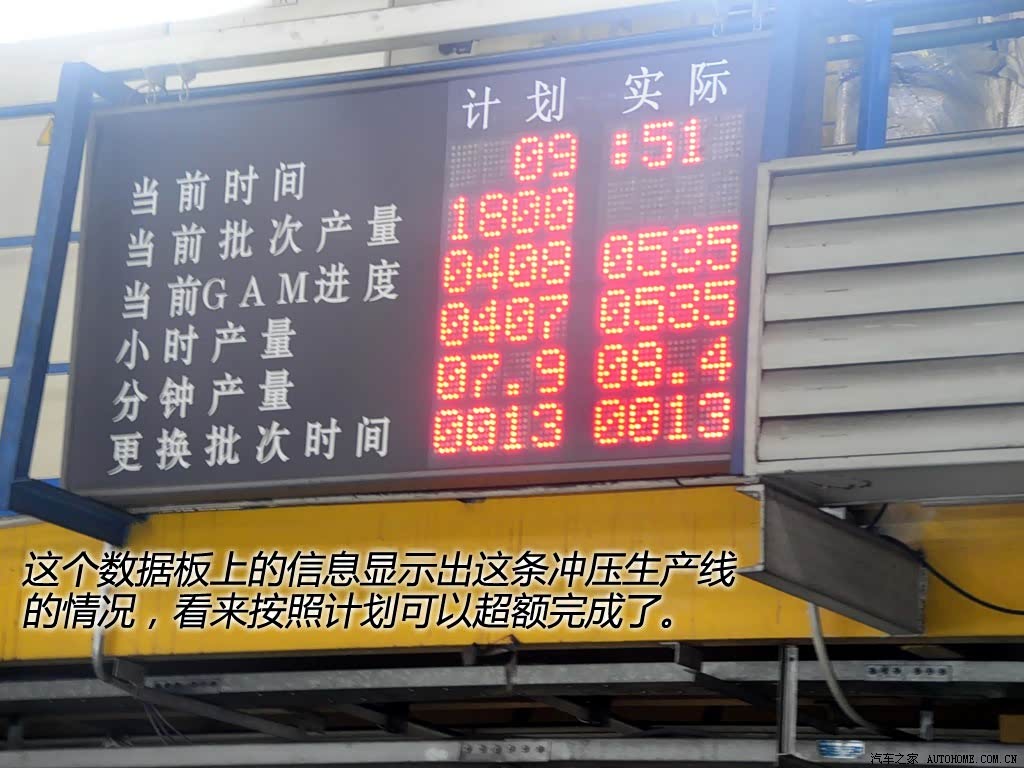 计划 实际
当前时间 09 :51
当前批次产量 1800
当前GAM进度 0408 0535
小时产量 0407 0535
分钟产量 07.9 08.4
更换批次时间 0013 0013
这个数据板上的信息显示出这条冲压生产线
的情况，看来按照计划可以超额完成了。
汽车之家 AUTOHOME.COM.CN